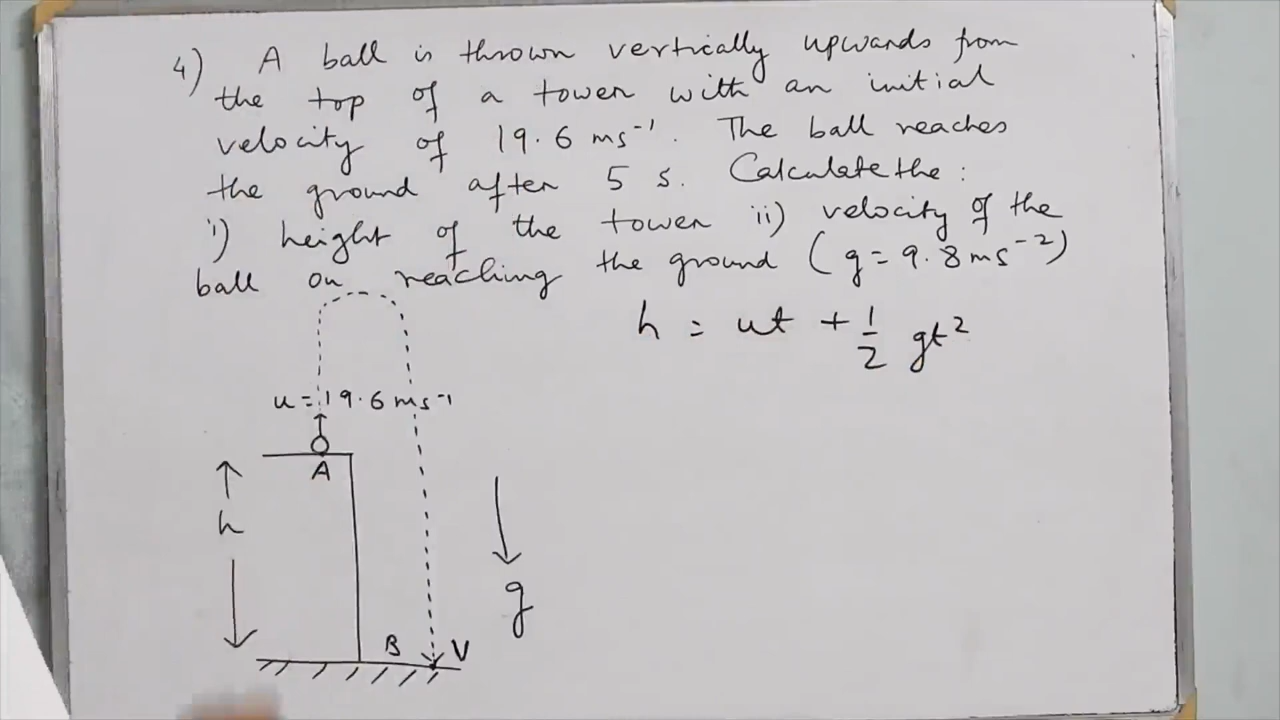 4) A ball is thrown vertically upwards from
the top of a tower with an initial
velocity of 19.6 ms⁻¹. The ball reaches
the ground after 5 s. Calculate the :
i) height of the tower ii) velocity of the
ball on reaching the ground (g = 9.8 ms⁻²)
h = ut + 1/2 gt²
u = 19.6 ms⁻¹
A
h
g
B V